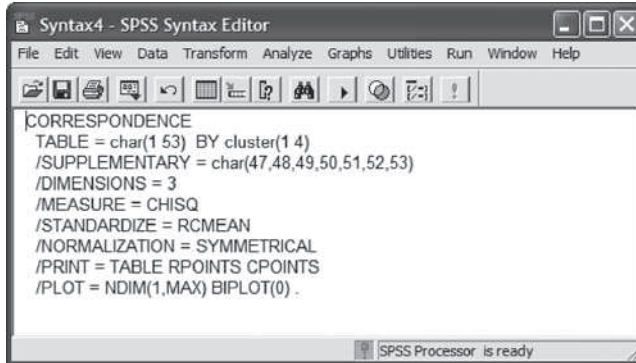 Syntax4 - SPSS Syntax Editor
File Edit View Data Transform Analyze Graphs Utilities Run Window Help
CORRESPONDENCE
TABLE = char(1 53) BY cluster(1 4)
/SUPPLEMENTARY = char(47,48,49,50,51,52,53)
/DIMENSIONS = 3
/MEASURE = CHISQ
/STANDARDIZE = RCMEAN
/NORMALIZATION = SYMMETRICAL
/PRINT = TABLE RPOINTS CPOINTS
/PLOT = NDIM(1,MAX) BIPLOT(0) .
SPSS Processor is ready